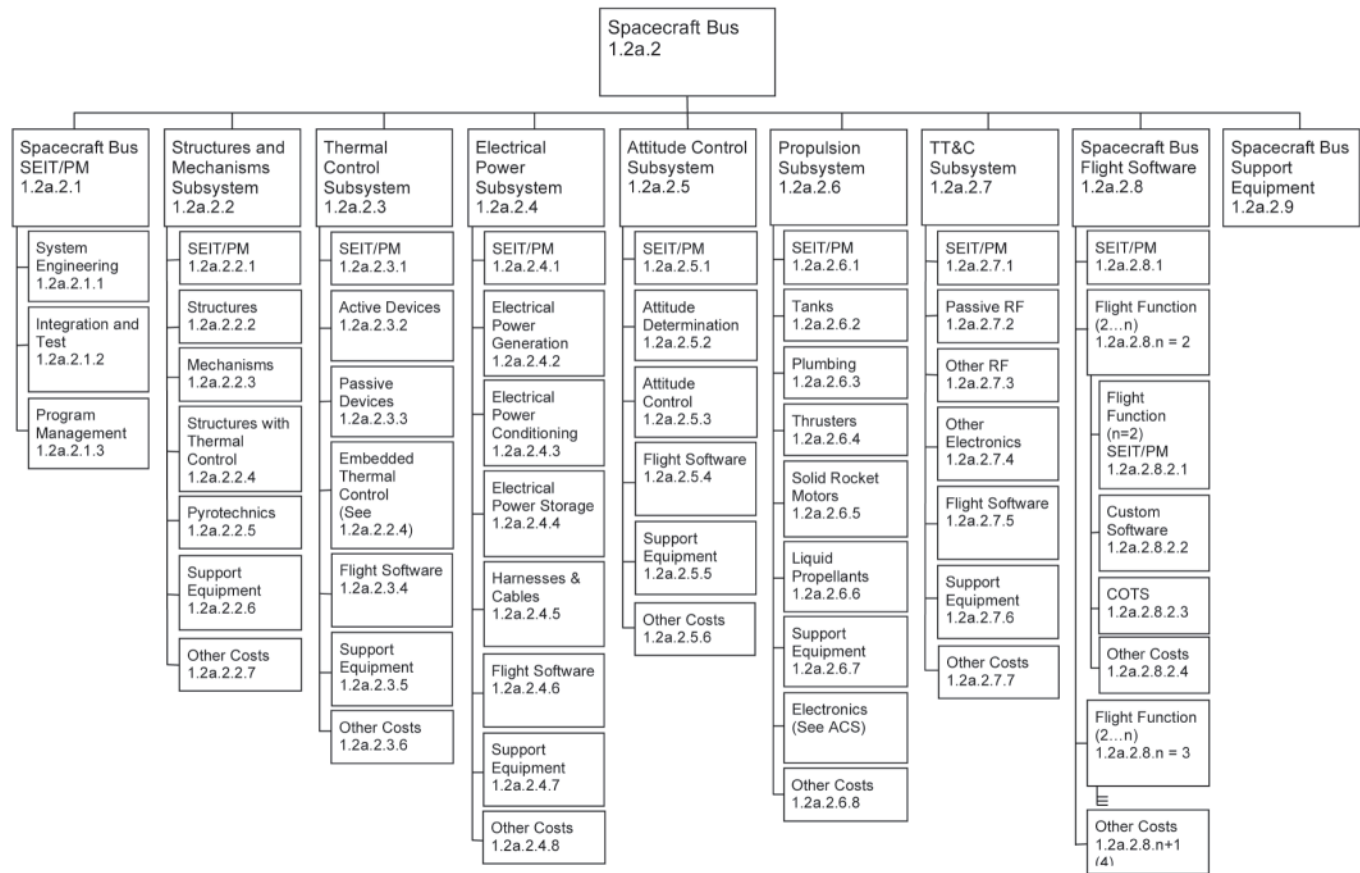 Spacecraft Bus
1.2a.2
Spacecraft Bus
SEIT/PM
1.2a.2.1
System
Engineering
1.2a.2.1.1
Integration and
Test
1.2a.2.1.2
Program
Management
1.2a.2.1.3
Structures and
Mechanisms
Subsystem
1.2a.2.2
SEIT/PM
1.2a.2.2.1
Structures
1.2a.2.2.2
Mechanisms
1.2a.2.2.3
Structures with
Thermal
Control
1.2a.2.2.4
Pyrotechnics
1.2a.2.2.5
Support
Equipment
1.2a.2.2.6
Other Costs
1.2a.2.2.7
Thermal
Control
Subsystem
1.2a.2.3
SEIT/PM
1.2a.2.3.1
Active Devices
1.2a.2.3.2
Passive
Devices
1.2a.2.3.3
Embedded
Thermal
Control
(See
1.2a.2.2.4)
Flight Software
1.2a.2.3.4
Support
Equipment
1.2a.2.3.5
Other Costs
1.2a.2.3.6
Electrical
Power
Subsystem
1.2a.2.4
SEIT/PM
1.2a.2.4.1
Electrical
Power
Generation
1.2a.2.4.2
Electrical
Power
Conditioning
1.2a.2.4.3
Electrical
Power Storage
1.2a.2.4.4
Harnesses &
Cables
1.2a.2.4.5
Flight Software
1.2a.2.4.6
Support
Equipment
1.2a.2.4.7
Other Costs
1.2a.2.4.8
Attitude Control
Subsystem
1.2a.2.5
SEIT/PM
1.2a.2.5.1
Attitude
Determination
1.2a.2.5.2
Attitude
Control
1.2a.2.5.3
Flight Software
1.2a.2.5.4
Support
Equipment
1.2a.2.5.5
Other Costs
1.2a.2.5.6
Propulsion
Subsystem
1.2a.2.6
SEIT/PM
1.2a.2.6.1
Tanks
1.2a.2.6.2
Plumbing
1.2a.2.6.3
Thrusters
1.2a.2.6.4
Solid Rocket
Motors
1.2a.2.6.5
Liquid
Propellants
1.2a.2.6.6
Support
Equipment
1.2a.2.6.7
Electronics
(See ACS)
Other Costs
1.2a.2.6.8
TT&C
Subsystem
1.2a.2.7
SEIT/PM
1.2a.2.7.1
Passive RF
1.2a.2.7.2
Other RF
1.2a.2.7.3
Other
Electronics
1.2a.2.7.4
Flight Software
1.2a.2.7.5
Support
Equipment
1.2a.2.7.6
Other Costs
1.2a.2.7.7
Spacecraft Bus
Flight Software
1.2a.2.8
SEIT/PM
1.2a.2.8.1
Flight Function
(2...n)
1.2a.2.8.n = 2
Flight
Function
(n=2)
SEIT/PM
1.2a.2.8.2.1
Custom
Software
1.2a.2.8.2.2
COTS
1.2a.2.8.2.3
Other Costs
1.2a.2.8.2.4
Flight Function
(2...n)
1.2a.2.8.n = 3
Other Costs
1.2a.2.8.n+1
(4)
Spacecraft Bus
Support
Equipment
1.2a.2.9